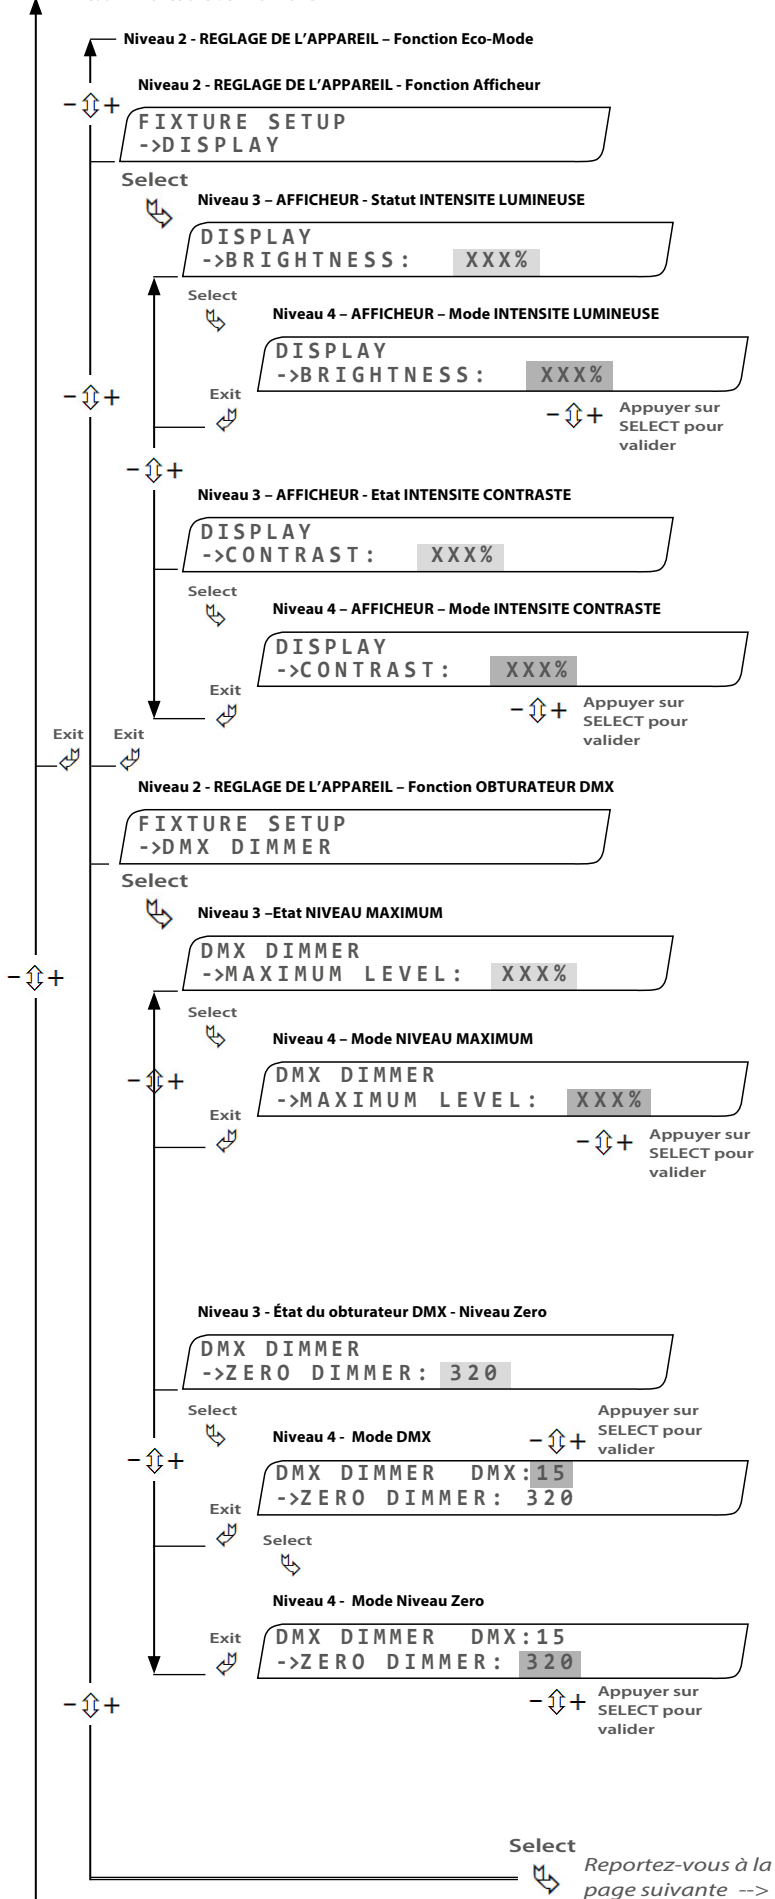 Niveau 2 - REGLAGE DE L'APPAREIL – Fonction Eco-Mode
Niveau 2 - REGLAGE DE L'APPAREIL - Fonction Afficheur
- +
FIXTURE SETUP
->DISPLAY
Select
Niveau 3 – AFFICHEUR - Statut INTENSITE LUMINEUSE
DISPLAY
->BRIGHTNESS: XXX%
Select
Niveau 4 – AFFICHEUR – Mode INTENSITE LUMINEUSE
DISPLAY
->BRIGHTNESS: XXX%
- +
Exit
- +
Appuyer sur
SELECT pour
valider
- +
Niveau 3 – AFFICHEUR - Etat INTENSITE CONTRASTE
DISPLAY
->CONTRAST: XXX%
Select
Niveau 4 – AFFICHEUR – Mode INTENSITE CONTRASTE
DISPLAY
->CONTRAST: XXX%
Exit
- +
Appuyer sur
SELECT pour
valider
Exit
Exit
Niveau 2 - REGLAGE DE L'APPAREIL – Fonction OBTURATEUR DMX
FIXTURE SETUP
->DMX DIMMER
Select
Niveau 3 –Etat NIVEAU MAXIMUM
DMX DIMMER
->MAXIMUM LEVEL: XXX%
- +
Select
Niveau 4 – Mode NIVEAU MAXIMUM
DMX DIMMER
->MAXIMUM LEVEL: XXX%
- +
Exit
- +
Appuyer sur
SELECT pour
valider
Niveau 3 - État du obturateur DMX - Niveau Zero
DMX DIMMER
->ZERO DIMMER: 320
Select
Niveau 4 - Mode DMX
- +
Appuyer sur
SELECT pour
valider
- +
DMX DIMMER DMX:15
->ZERO DIMMER: 320
Exit
Select
Niveau 4 - Mode Niveau Zero
Exit
DMX DIMMER DMX:15
->ZERO DIMMER: 320
- +
- +
Appuyer sur
SELECT pour
valider
Select
Reportez-vous à la
page suivante -->